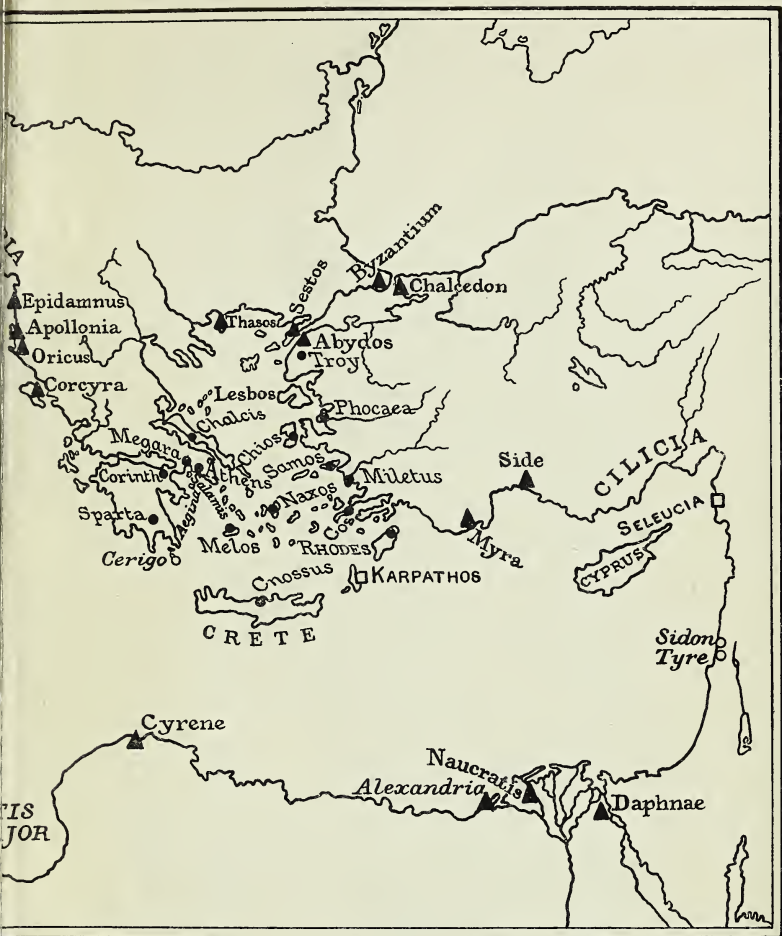 Byzantium
Chalcedon
Sestos
Epidamnus
Thasos
Apollonia
Abydos
Oricus
Troy
Corcyra
Lesbos
Phocaea
Chalcis
Megara
Chios
Athens
Samos
Corinth
Salamis
Aegina
Miletus
Side
CILICIA
SELEUCIA
Naxos
Sparta
Cos
Melos
RHODES
Myra
Cerigo
CYPRUS
Cnossus
KARPATHOS
CRETE
Sidon
Tyre
Cyrene
Naucratis
Alexandria
Daphnae
TIS
JOR